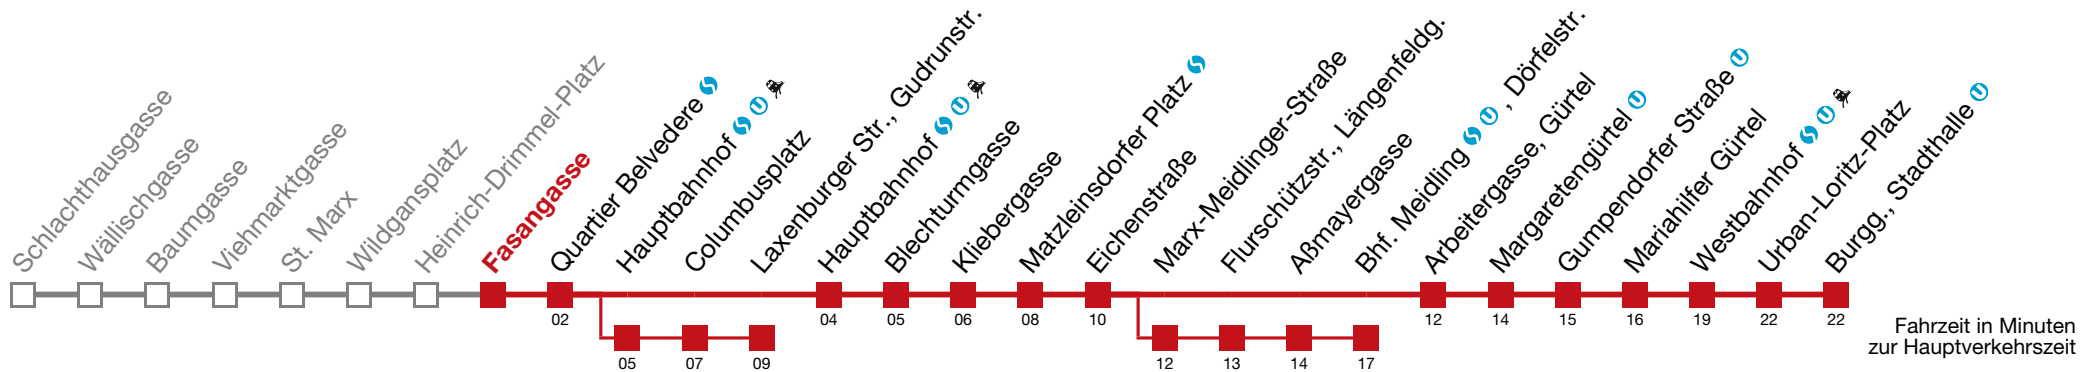 Schlachthausgasse
Wällischgasse
Baumgasse
Viehmarktgasse
St. Marx
Wildgansplatz
Heinrich-Drimmel-Platz
Fasangasse
Quartier Belvedere S
Hauptbahnhof S U
Columbusplatz
Laxenburger Str., Gudrunstr.
Hauptbahnhof S U
Blechturmgasse
Kliebergasse
Matzleinsdorfer Platz S
Eichenstraße
Marx-Meidlinger-Straße
Flurschützstr., Längenfeldg.
Aßmayergasse
Bhf. Meidling S U , Dörfelstr.
Arbeitergasse, Gürtel
Margaretengürtel U
Gumpendorfer Straße U
Mariahilfer Gürtel
Westbahnhof S U
Urban-Loritz-Platz
Burgg., Stadthalle U
02 04 05 06 08 10 12 14 15 16 19 22 22
05 07 09 12 13 14 17
Fahrzeit in Minuten
zur Hauptverkehrszeit